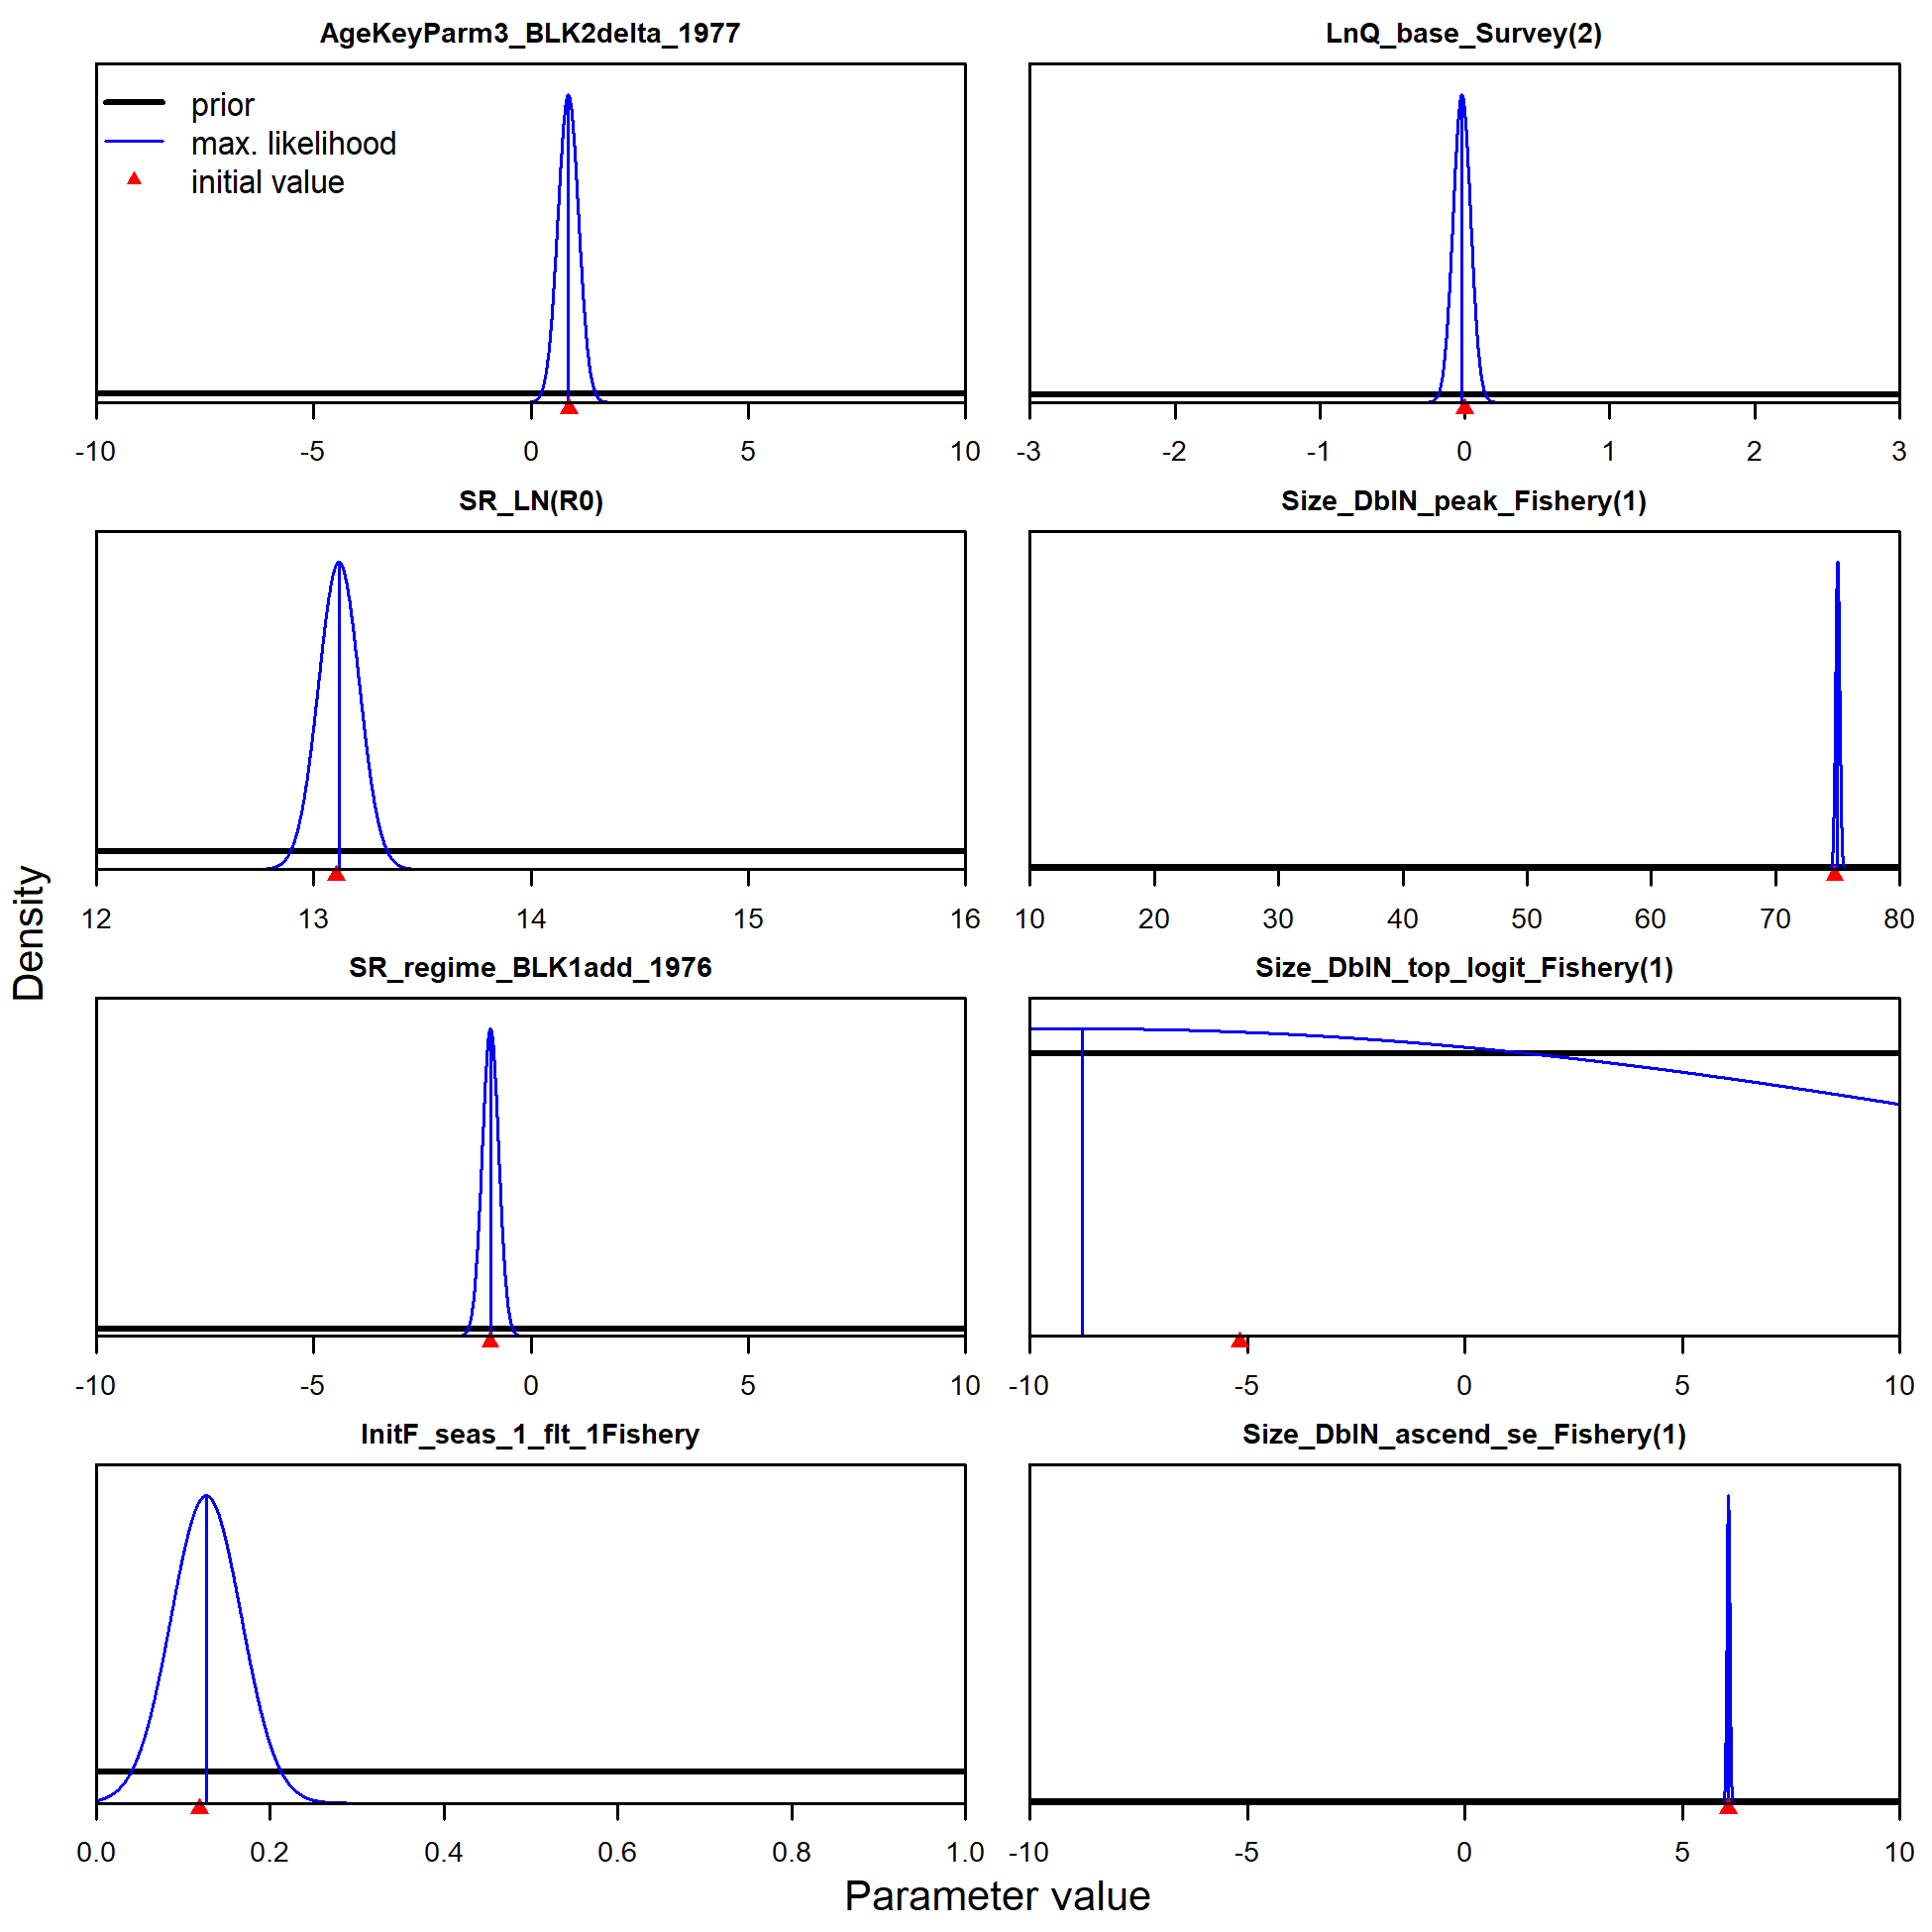 AgeKeyParm3_BLK2delta_1977
prior
max. likelihood
initial value
-10 -5 0 5 10
LnQ_base_Survey(2)
-3 -2 -1 0 1 2 3
SR_LN(R0)
12 13 14 15 16
Size_DblN_peak_Fishery(1)
10 20 30 40 50 60 70 80
SR_regime_BLK1add_1976
-10 -5 0 5 10
Size_DblN_top_logit_Fishery(1)
-10 -5 0 5 10
InitF_seas_1_flt_1Fishery
0.0 0.2 0.4 0.6 0.8 1.0
Size_DblN_ascend_se_Fishery(1)
-10 -5 0 5 10
Density
Parameter value